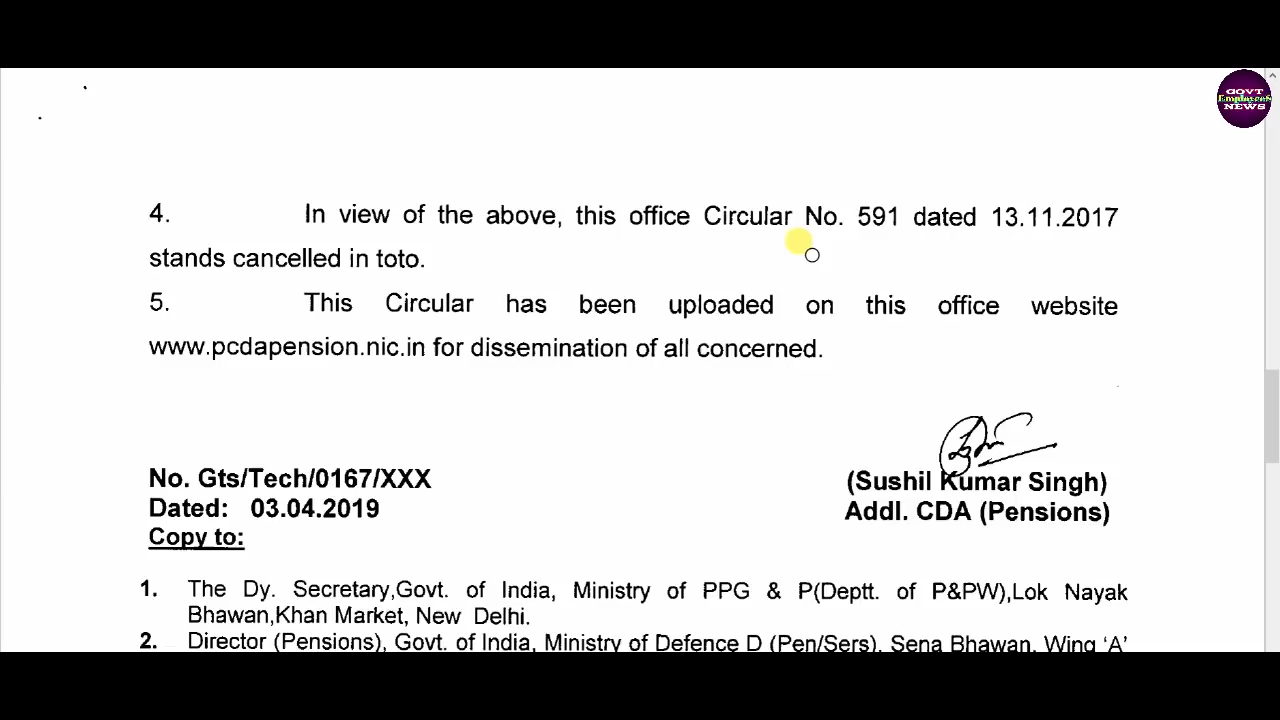 GOVT
Employees
NEWS
4. In view of the above, this office Circular No. 591 dated 13.11.2017
stands cancelled in toto.
5. This Circular has been uploaded on this office website
www.pcdapension.nic.in for dissemination of all concerned.
No. Gts/Tech/0167/XXX
Dated: 03.04.2019
Copy to:
(Sushil Kumar Singh)
Addl. CDA (Pensions)
1. The Dy. Secretary,Govt. of India, Ministry of PPG & P(Deptt. of P&PW),Lok Nayak
Bhawan,Khan Market, New Delhi.
2. Director (Pensions), Govt. of India, Ministry of Defence D (Pen/Sers), Sena Bhawan, Wing ‘A’